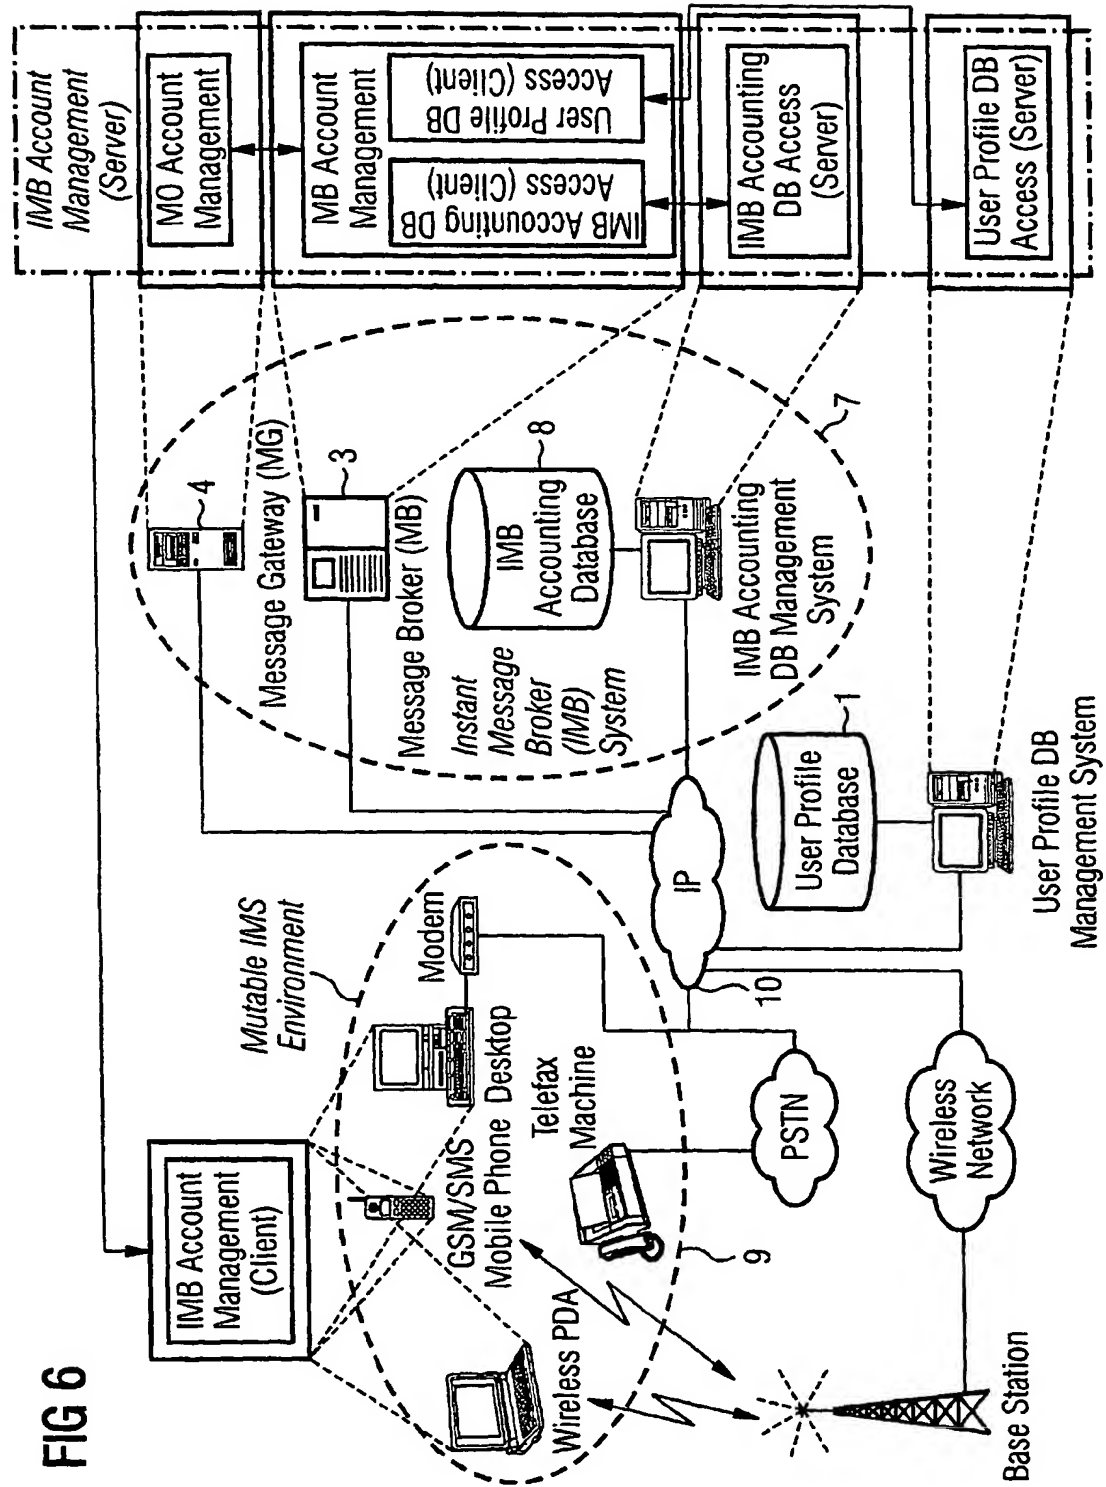 FIG 6
IMB Account
Management
(Client)
IMB Account
Management
(Server)
MO Account
Management
MB Account
Management
IMB Accounting DB
Access (Client)
User Profile DB
Access (Client)
IMB Accounting
DB Access
(Server)
User Profile DB
Access (Server)
Mutable IMS
Environment
Wireless PDA
GSM/SMS
Mobile Phone
Desktop
Modem
Telefax
Machine
9
4
Message Gateway (MG)
3
Message Broker (MB)
Instant
Message
Broker
(IMB)
System
IMB
Accounting
Database
8
IMB Accounting
DB Management
System
7
IP
10
PSTN
Wireless
Network
Base Station
User Profile
Database
1
User Profile DB
Management System